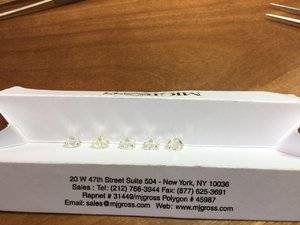 20 W 47th Street Suite 504 - New York, NY 10036
Sales : Tel: (212) 768-3944 Fax: (877) 625-3691
Rapnet # 31449/mjgross Polygon # 45987
Email: sales@mjgross.com Web: www.mjgross.com